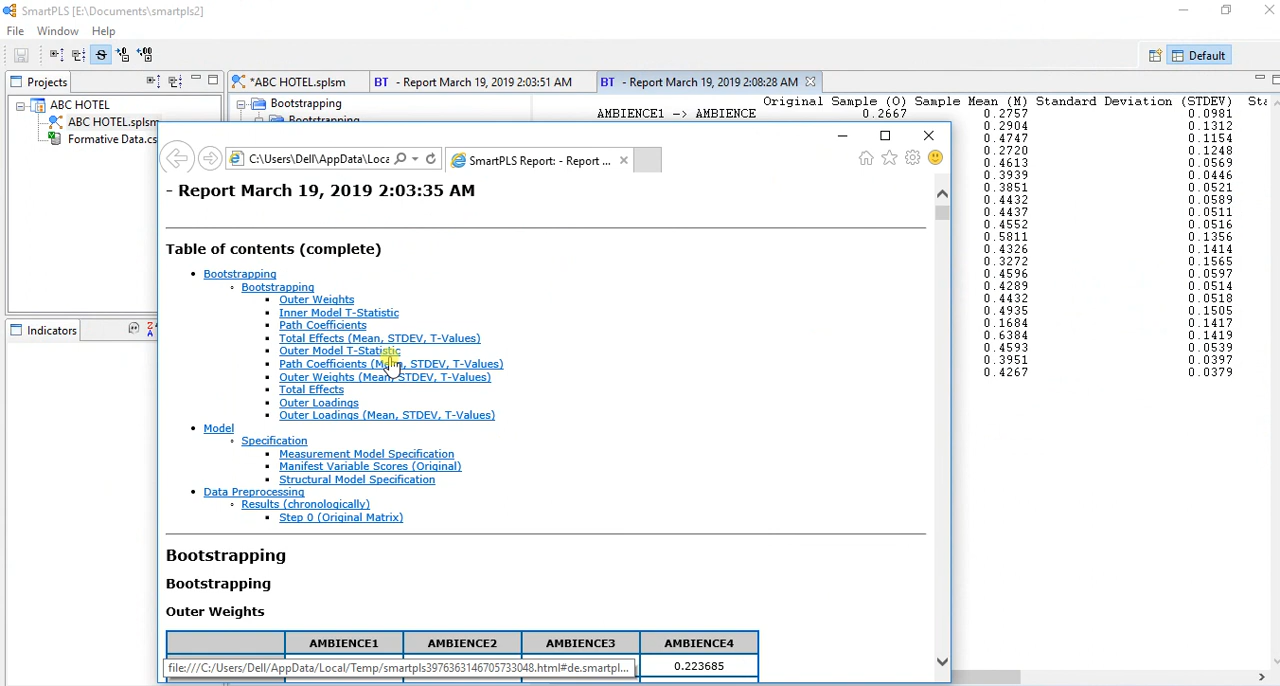 SmartPLS [E:\Documents\smartpls2]
File Window Help
Default
Projects
*ABC HOTEL.splsm
BT - Report March 19, 2019 2:03:51 AM
BT - Report March 19, 2019 2:08:28 AM
ABC HOTEL
ABC HOTEL.splsm
Formative Data.cs
Indicators
Bootstrapping
Bootstrapping
Original Sample (O) Sample Mean (M) Standard Deviation (STDEV) Sta
AMBIENCE1 -> AMBIENCE 0.2667 0.2757 0.0981
0.2904 0.1312
0.4747 0.1154
0.2720 0.1248
0.4613 0.0569
0.3939 0.0446
0.3851 0.0521
0.4432 0.0589
0.4437 0.0511
0.4552 0.0516
0.5811 0.1356
0.4326 0.1414
0.3272 0.1565
0.4596 0.0597
0.4289 0.0514
0.4432 0.0518
0.4935 0.1505
0.1684 0.1417
0.6384 0.1419
0.4593 0.0539
0.3951 0.0397
0.4267 0.0379
C:\Users\Dell\AppData\Loca
SmartPLS Report: - Report ...
- Report March 19, 2019 2:03:35 AM
Table of contents (complete)
Bootstrapping
Bootstrapping
Outer Weights
Inner Model T-Statistic
Path Coefficients
Total Effects (Mean, STDEV, T-Values)
Outer Model T-Statistic
Path Coefficients (Mean, STDEV, T-Values)
Outer Weights (Mean, STDEV, T-Values)
Total Effects
Outer Loadings
Outer Loadings (Mean, STDEV, T-Values)
Model
Specification
Measurement Model Specification
Manifest Variable Scores (Original)
Structural Model Specification
Data Preprocessing
Results (chronologically)
Step 0 (Original Matrix)
Bootstrapping
Bootstrapping
Outer Weights
AMBIENCE1 AMBIENCE2 AMBIENCE3 AMBIENCE4
0.223685
file:///C:/Users/Dell/AppData/Local/Temp/smartpls3976363146705733048.html#de.smartpl...